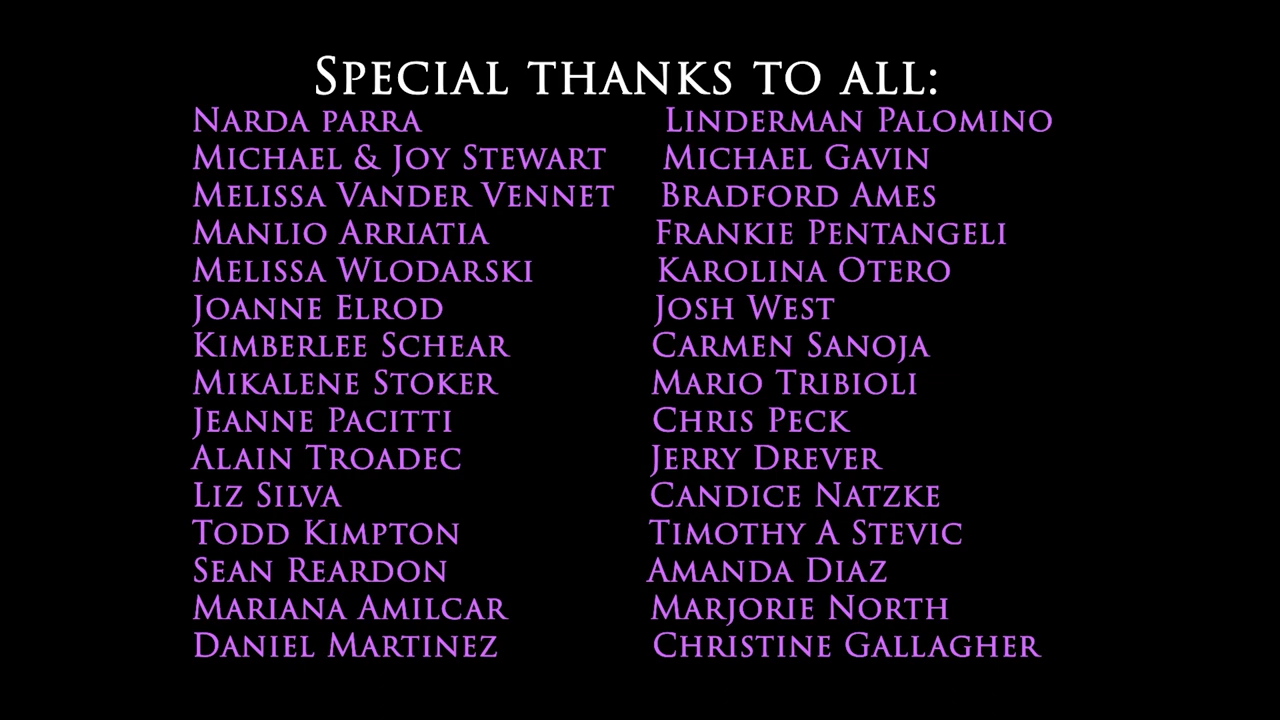 Special thanks to all:
Narda parra Linderman Palomino
Michael & Joy Stewart Michael Gavin
Melissa Vander Vennet Bradford Ames
Manlio Arriatia Frankie Pentangeli
Melissa Wlodarski Karolina Otero
Joanne Elrod Josh West
Kimberlee Schear Carmen Sanoja
Mikalene Stoker Mario Tribioli
Jeanne Pacitti Chris Peck
Alain Troadec Jerry Drever
Liz Silva Candice Natzke
Todd Kimpton Timothy A Stevic
Sean Reardon Amanda Diaz
Mariana Amilcar Marjorie North
Daniel Martinez Christine Gallagher